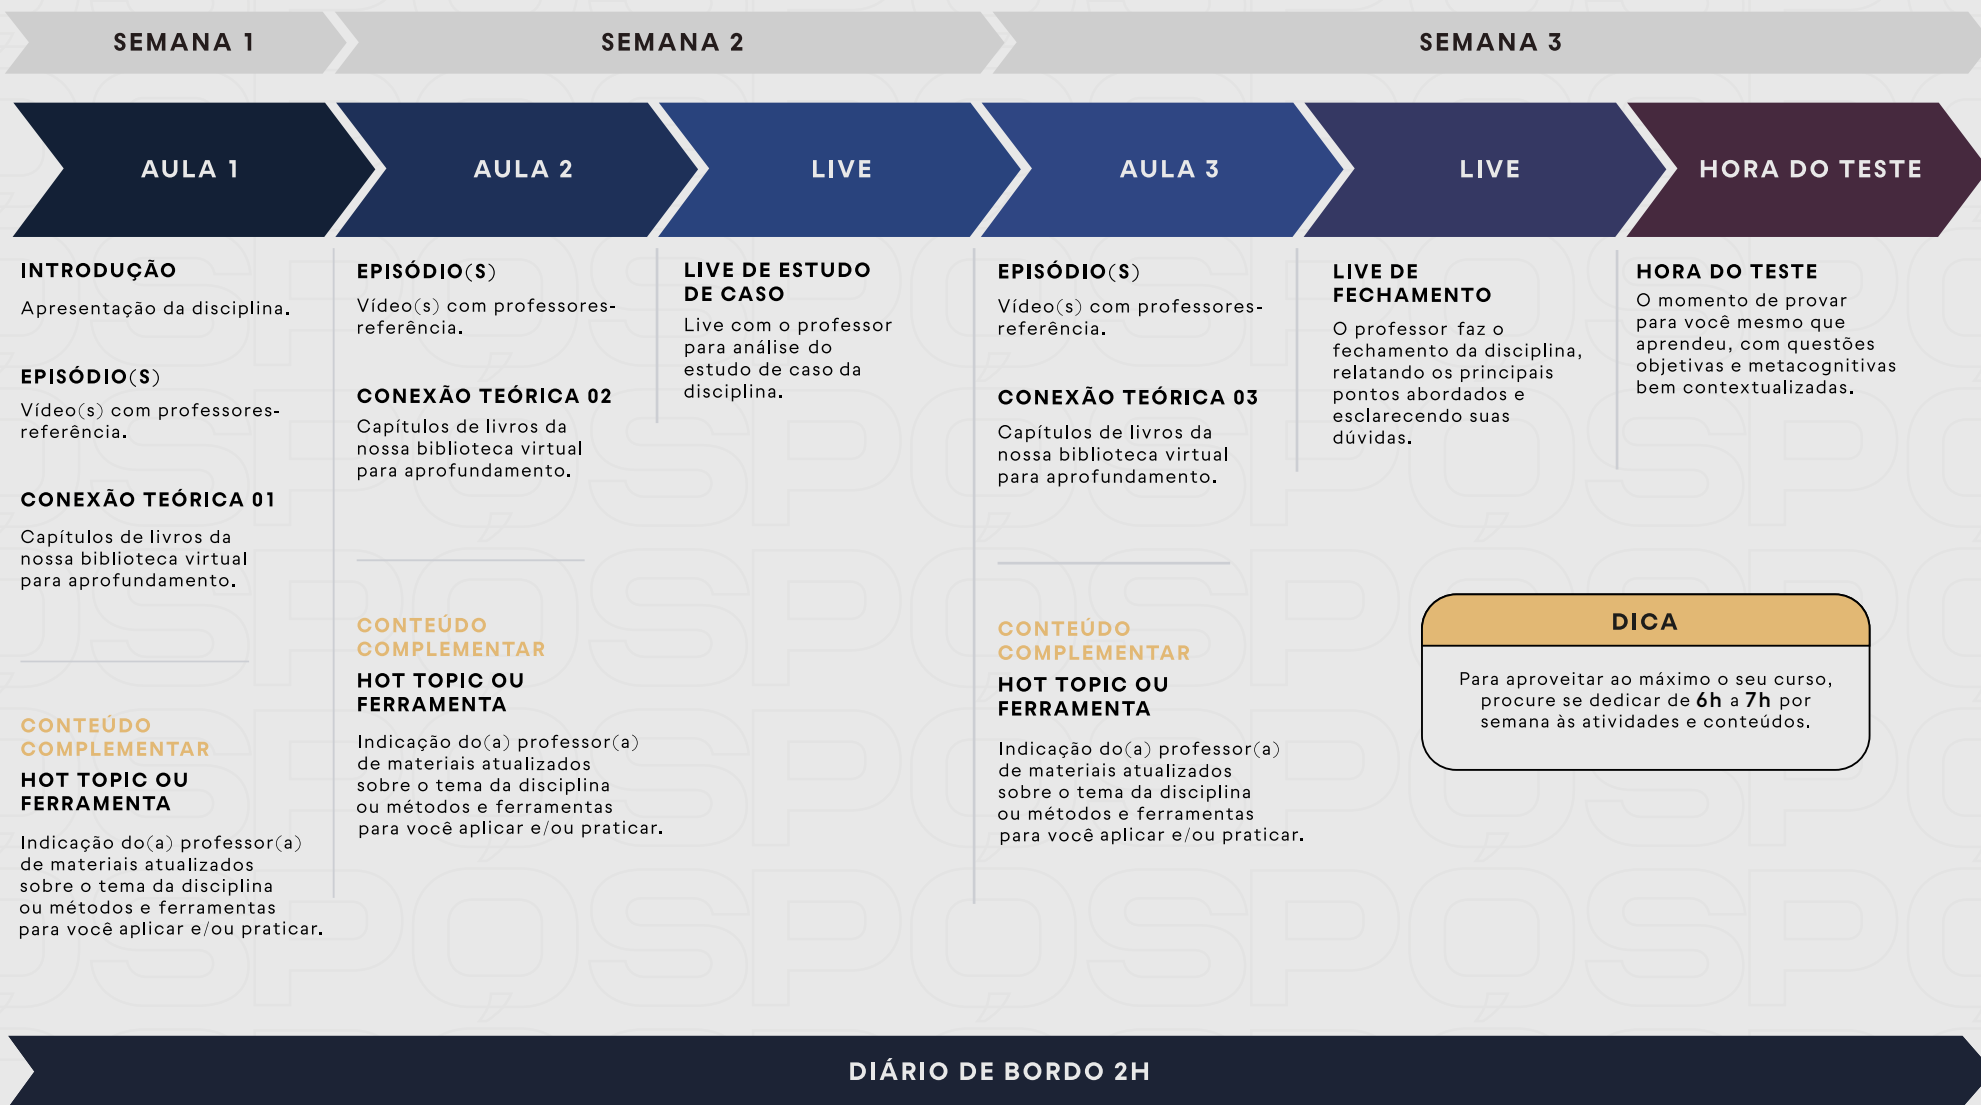 SEMANA 1
SEMANA 2
SEMANA 3
AULA 1
AULA 2
LIVE
AULA 3
LIVE
HORA DO TESTE
INTRODUÇÃO
Apresentação da disciplina.
EPISÓDIO(S)
Vídeo(s) com professores-
referência.
CONEXÃO TEÓRICA 01
Capítulos de livros da
nossa biblioteca virtual
para aprofundamento.
CONTEÚDO
COMPLEMENTAR
HOT TOPIC OU
FERRAMENTA
Indicação do(a) professor(a)
de materiais atualizados
sobre o tema da disciplina
ou métodos e ferramentas
para você aplicar e/ou praticar.
EPISÓDIO(S)
Vídeo(s) com professores-
referência.
CONEXÃO TEÓRICA 02
Capítulos de livros da
nossa biblioteca virtual
para aprofundamento.
CONTEÚDO
COMPLEMENTAR
HOT TOPIC OU
FERRAMENTA
Indicação do(a) professor(a)
de materiais atualizados
sobre o tema da disciplina
ou métodos e ferramentas
para você aplicar e/ou praticar.
LIVE DE ESTUDO
DE CASO
Live com o professor
para análise do
estudo de caso da
disciplina.
EPISÓDIO(S)
Vídeo(s) com professores-
referência.
CONEXÃO TEÓRICA 03
Capítulos de livros da
nossa biblioteca virtual
para aprofundamento.
CONTEÚDO
COMPLEMENTAR
HOT TOPIC OU
FERRAMENTA
Indicação do(a) professor(a)
de materiais atualizados
sobre o tema da disciplina
ou métodos e ferramentas
para você aplicar e/ou praticar.
LIVE DE
FECHAMENTO
O professor faz o
fechamento da disciplina,
relatando os principais
pontos abordados e
esclarecendo suas
dúvidas.
HORA DO TESTE
O momento de provar
para você mesmo que
aprendeu, com questões
objetivas e metacognitivas
bem contextualizadas.
DICA
Para aproveitar ao máximo o seu curso,
procure se dedicar de 6h a 7h por
semana às atividades e conteúdos.
DIÁRIO DE BORDO 2H